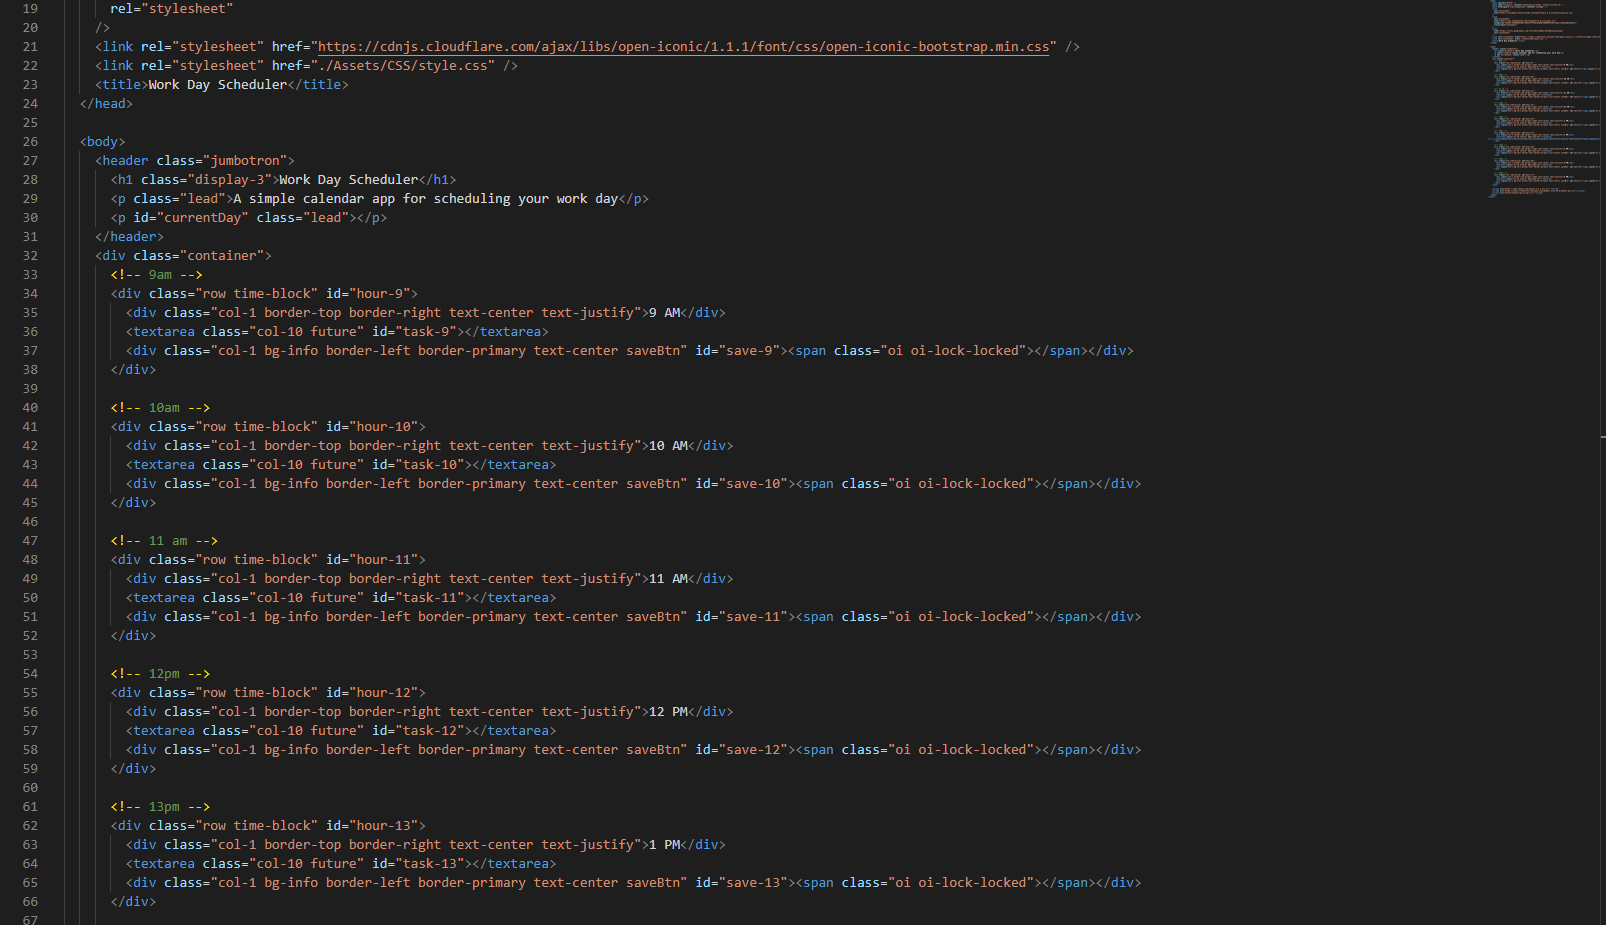 19 rel="stylesheet"
20 />
21 <link rel="stylesheet" href="https://cdnjs.cloudflare.com/ajax/libs/open-iconic/1.1.1/font/css/open-iconic-bootstrap.min.css" />
22 <link rel="stylesheet" href="./Assets/CSS/style.css" />
23 <title>Work Day Scheduler</title>
24 </head>
25
26 <body>
27 <header class="jumbotron">
28 <h1 class="display-3">Work Day Scheduler</h1>
29 <p class="lead">A simple calendar app for scheduling your work day</p>
30 <p id="currentDay" class="lead"></p>
31 </header>
32 <div class="container">
33 <!-- 9am -->
34 <div class="row time-block" id="hour-9">
35 <div class="col-1 border-top border-right text-center text-justify">9 AM</div>
36 <textarea class="col-10 future" id="task-9"></textarea>
37 <div class="col-1 bg-info border-left border-primary text-center saveBtn" id="save-9"><span class="oi oi-lock-locked"></span></div>
38 </div>
39
40 <!-- 10am -->
41 <div class="row time-block" id="hour-10">
42 <div class="col-1 border-top border-right text-center text-justify">10 AM</div>
43 <textarea class="col-10 future" id="task-10"></textarea>
44 <div class="col-1 bg-info border-left border-primary text-center saveBtn" id="save-10"><span class="oi oi-lock-locked"></span></div>
45 </div>
46
47 <!-- 11 am -->
48 <div class="row time-block" id="hour-11">
49 <div class="col-1 border-top border-right text-center text-justify">11 AM</div>
50 <textarea class="col-10 future" id="task-11"></textarea>
51 <div class="col-1 bg-info border-left border-primary text-center saveBtn" id="save-11"><span class="oi oi-lock-locked"></span></div>
52 </div>
53
54 <!-- 12pm -->
55 <div class="row time-block" id="hour-12">
56 <div class="col-1 border-top border-right text-center text-justify">12 PM</div>
57 <textarea class="col-10 future" id="task-12"></textarea>
58 <div class="col-1 bg-info border-left border-primary text-center saveBtn" id="save-12"><span class="oi oi-lock-locked"></span></div>
59 </div>
60
61 <!-- 13pm -->
62 <div class="row time-block" id="hour-13">
63 <div class="col-1 border-top border-right text-center text-justify">1 PM</div>
64 <textarea class="col-10 future" id="task-13"></textarea>
65 <div class="col-1 bg-info border-left border-primary text-center saveBtn" id="save-13"><span class="oi oi-lock-locked"></span></div>
66 </div>
67